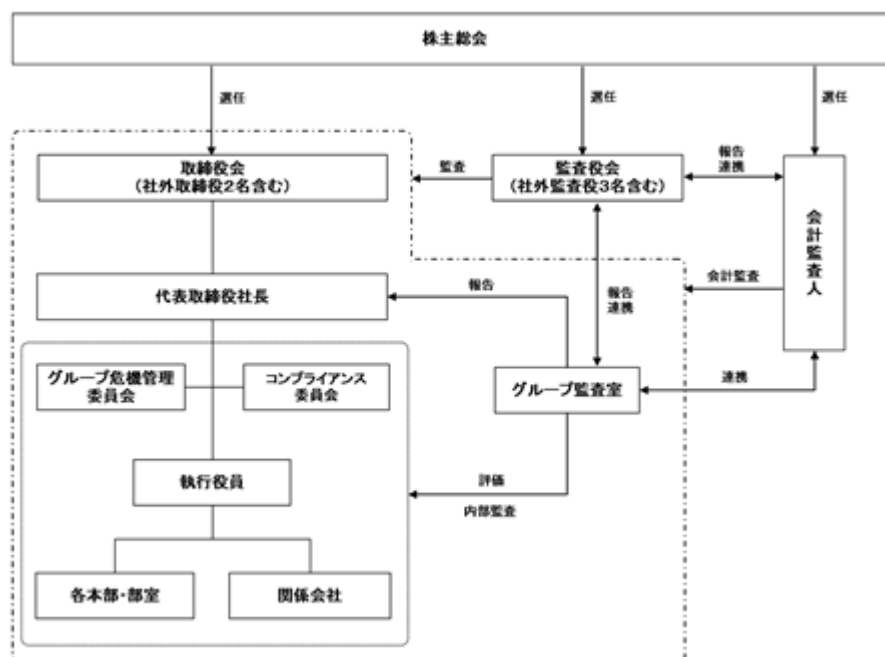 株主総会
選任
選任
選任
取締役会
(社外取締役2名含む)
監査
監査役会
(社外監査役3名含む)
報告
連携
会計監査人
会計監査
代表取締役社長
報告
報告
連携
グループ危機管理
委員会
コンプライアンス
委員会
グループ監査室
連携
執行役員
評価
内部監査
各本部・部室
関係会社